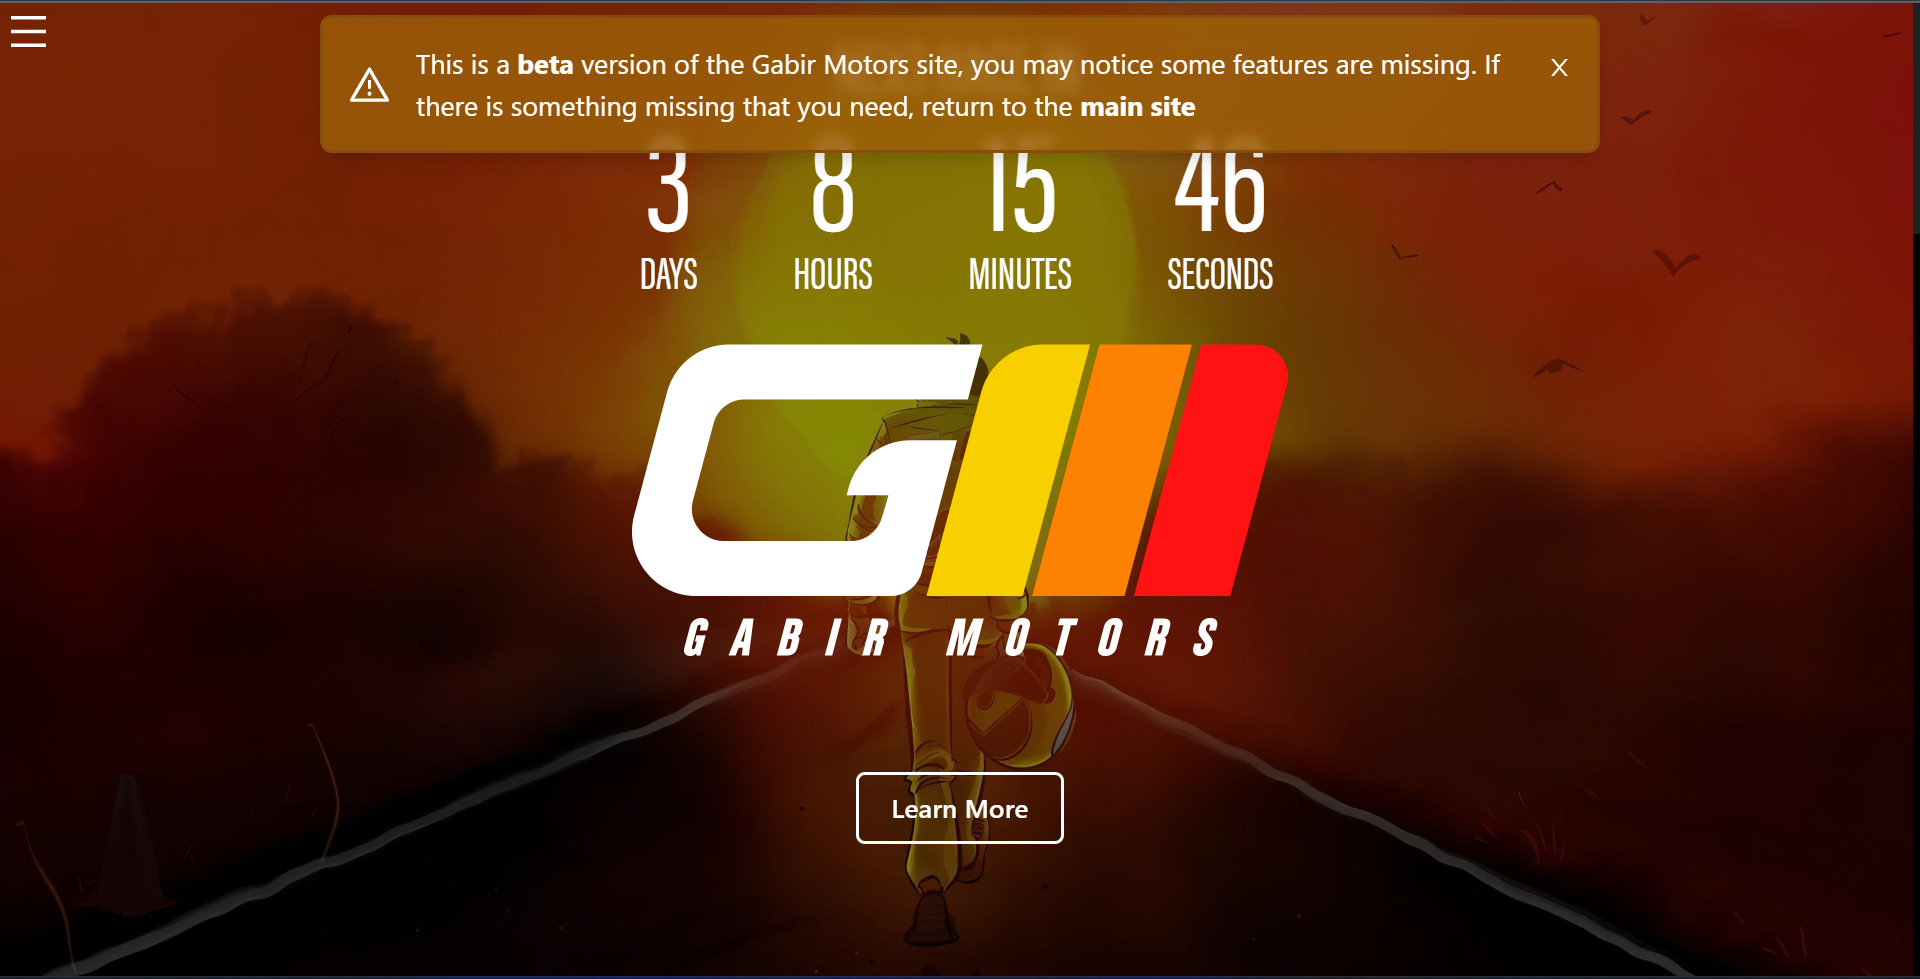 This is a beta version of the Gabir Motors site, you may notice some features are missing. If
there is something missing that you need, return to the main site
X
3 8 15 46
DAYS HOURS MINUTES SECONDS
GM
GABIR MOTORS
Learn More